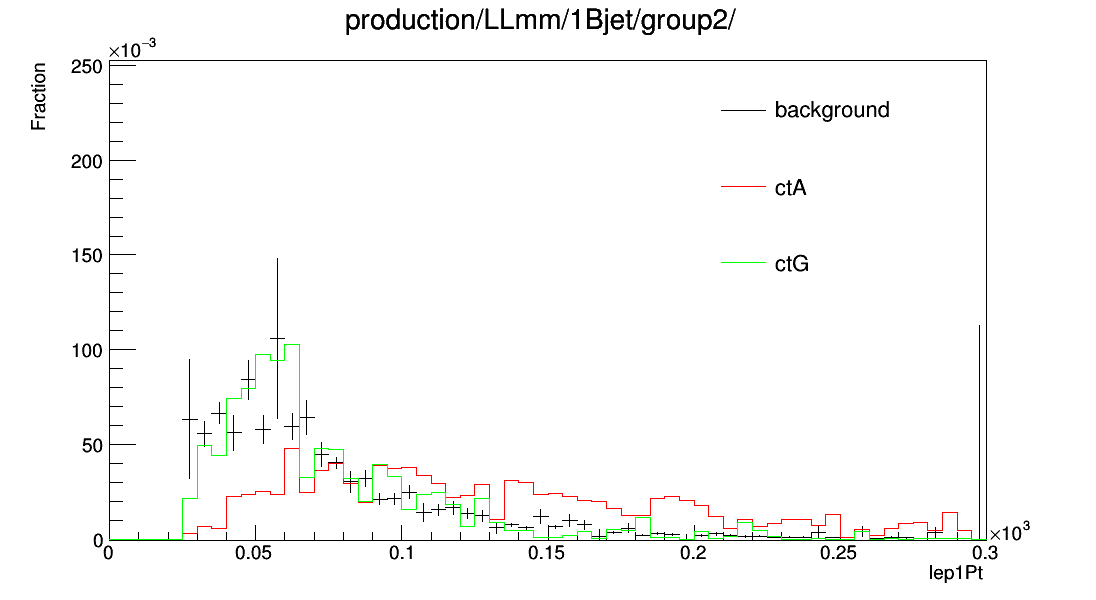 production/LLmm/1Bjet/group2/
×10⁻³
Fraction
250
200
150
100
50
0
background
ctA
ctG
0 0.05 0.1 0.15 0.2 0.25 0.3
×10³
lep1Pt